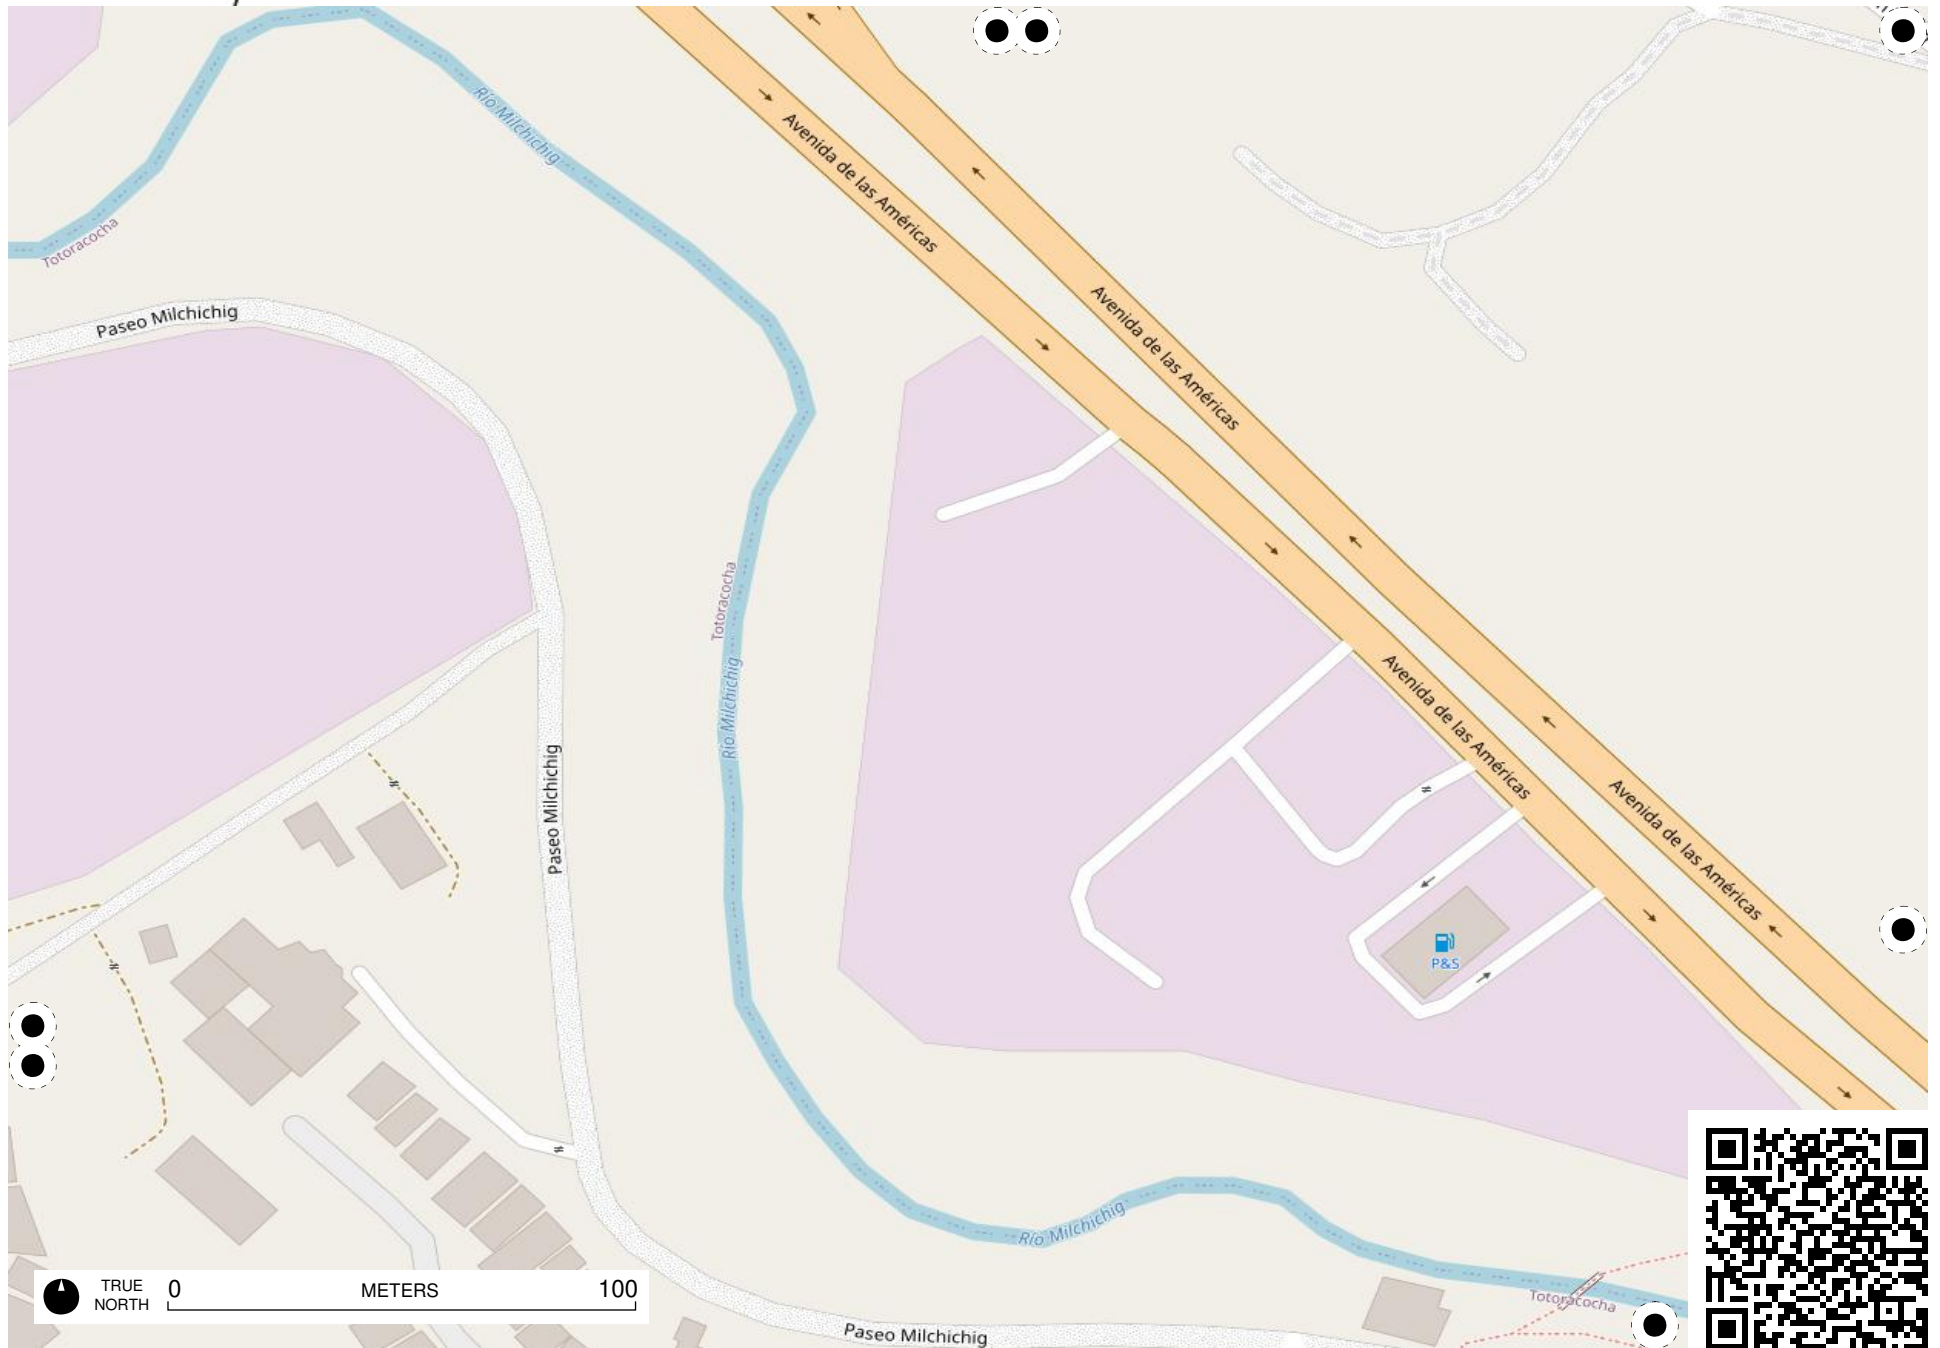 Río Milchichig
Avenida de las Américas
Totoracocha
Paseo Milchichig
Avenida de las Américas
Totoracocha
Río Milchichig
Avenida de las Américas
Paseo Milchichig
Avenida de las Américas
P&S
Río Milchichig
TRUE NORTH
0 METERS 100
Totoracocha
Paseo Milchichig